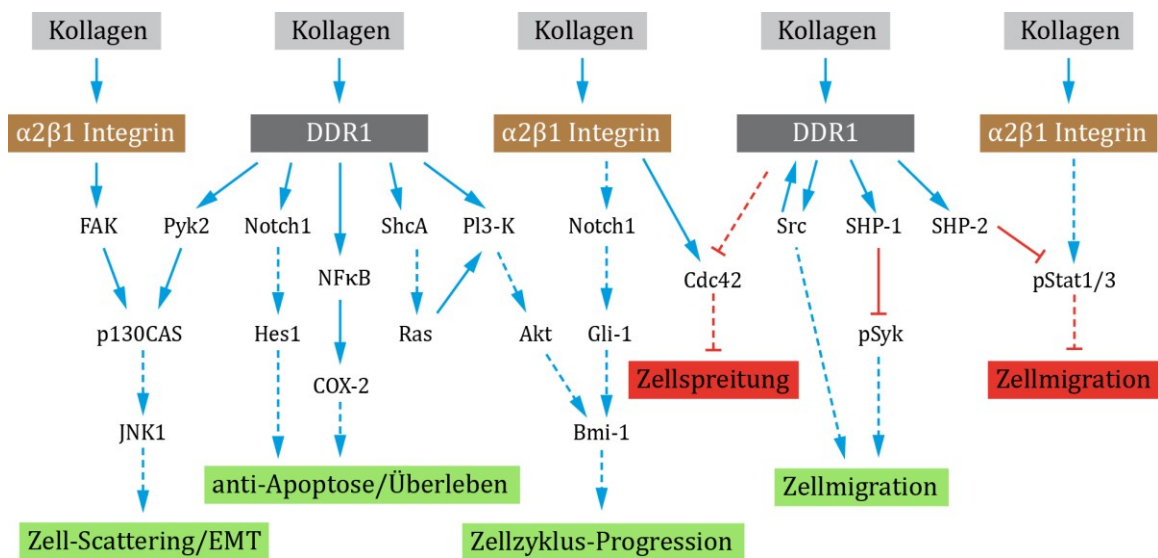 Kollagen
Kollagen
Kollagen
Kollagen
Kollagen
α2β1 Integrin
DDR1
α2β1 Integrin
DDR1
α2β1 Integrin
FAK
Pyk2
Notch1
ShcA
Pl3-K
Notch1
Src
SHP-1
SHP-2
NFκB
Cdc42
pStat1/3
p130CAS
Hes1
Ras
Akt
Gli-1
pSyk
COX-2
Zellspreitung
Zellmigration
JNK1
Bmi-1
anti-Apoptose/Überleben
Zellmigration
Zell-Scattering/EMT
Zellzyklus-Progression